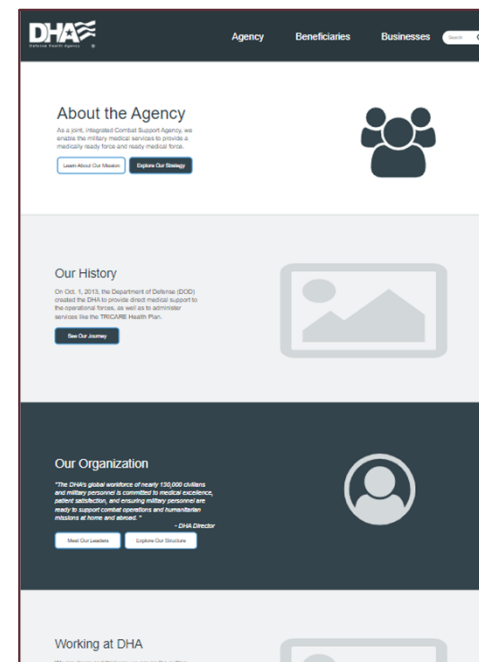 DHA
Defense Health Agency
Agency Beneficiaries Businesses Search
About the Agency
As a joint, integrated Combat Support Agency, we
enable the military medical services to provide a
medically ready force and ready medical force.
Learn About Our Mission Explore Our Strategy
Our History
On Oct. 1, 2013, the Department of Defense (DOD)
created the DHA to provide direct medical support to
the operational forces, as well as to administer
services like the TRICARE Health Plan.
See Our Journey
Our Organization
"The DHA's global workforce of nearly 130,000 civilians
and military personnel is committed to medical excellence,
patient satisfaction, and ensuring military personnel are
ready to support combat operations and humanitarian
missions at home and abroad. "
~ DHA Director
Meet Our Leaders Explore Our Structure
Working at DHA